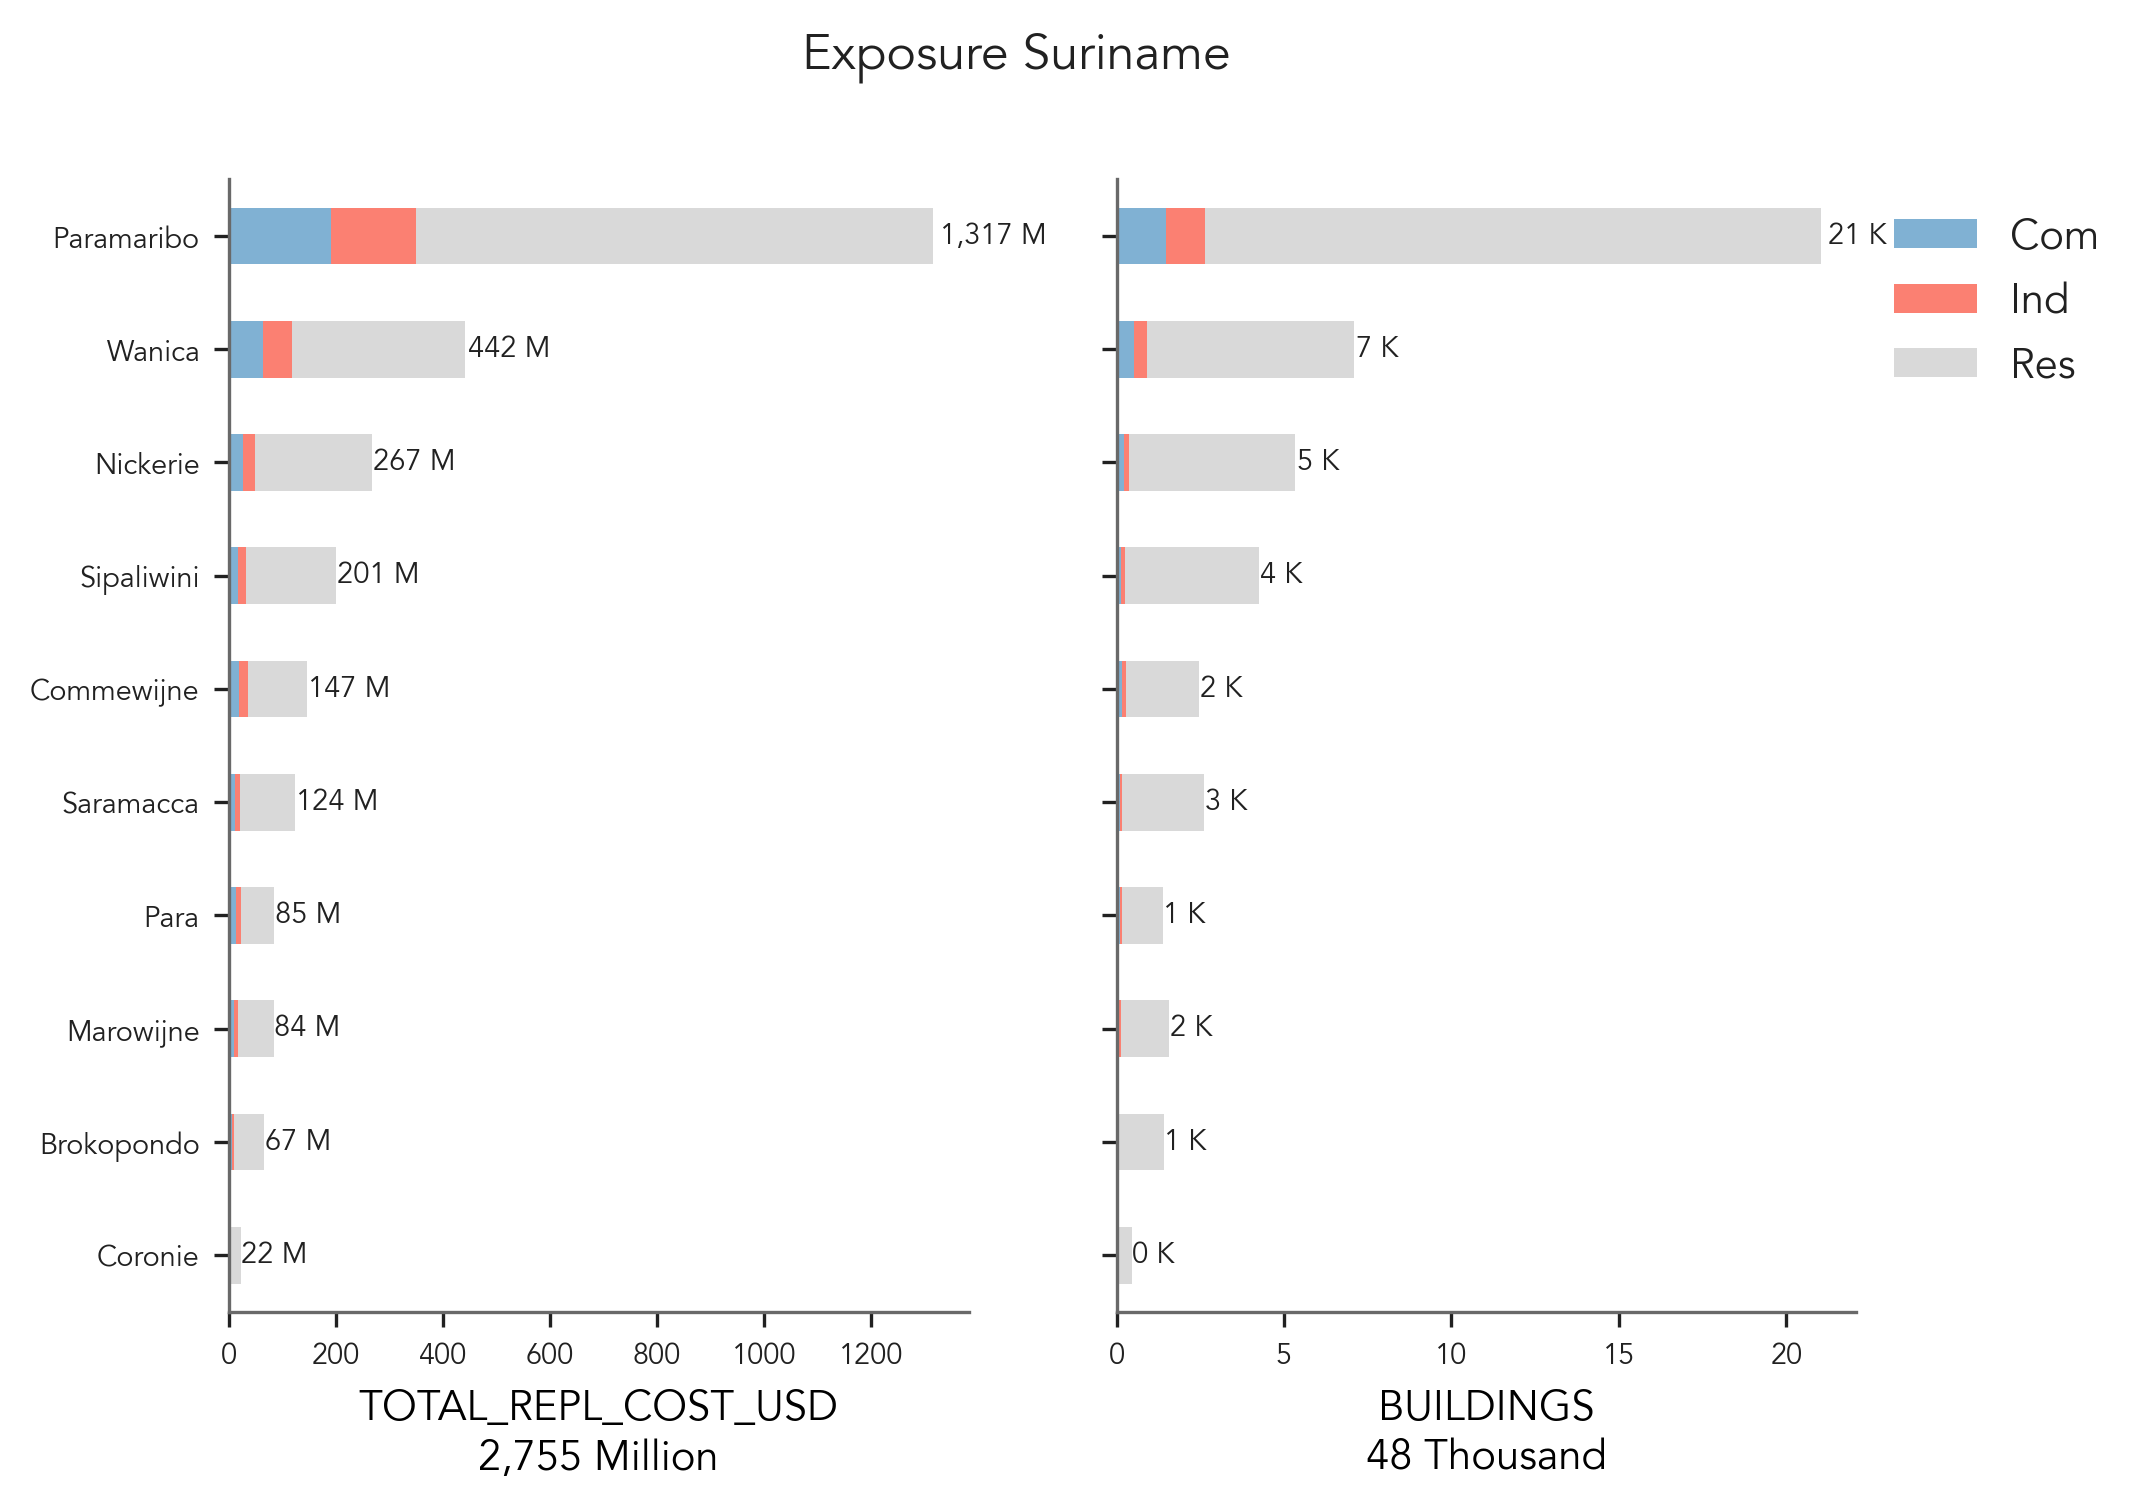 Exposure Suriname
Paramaribo 1,317 M 21 K Com
Ind
Wanica 442 M 7 K
Res
Nickerie 267 M 5 K
Sipaliwini 201 M 4 K
Commewijne 147 M 2 K
Saramacca 124 M 3 K
Para 85 M 1 K
Marowijne 84 M 2 K
Brokopondo 67 M 1 K
Coronie 22 M 0 K
0 200 400 600 800 1000 1200 0 5 10 15 20
TOTAL_REPL_COST_USD BUILDINGS
2,755 Million 48 Thousand